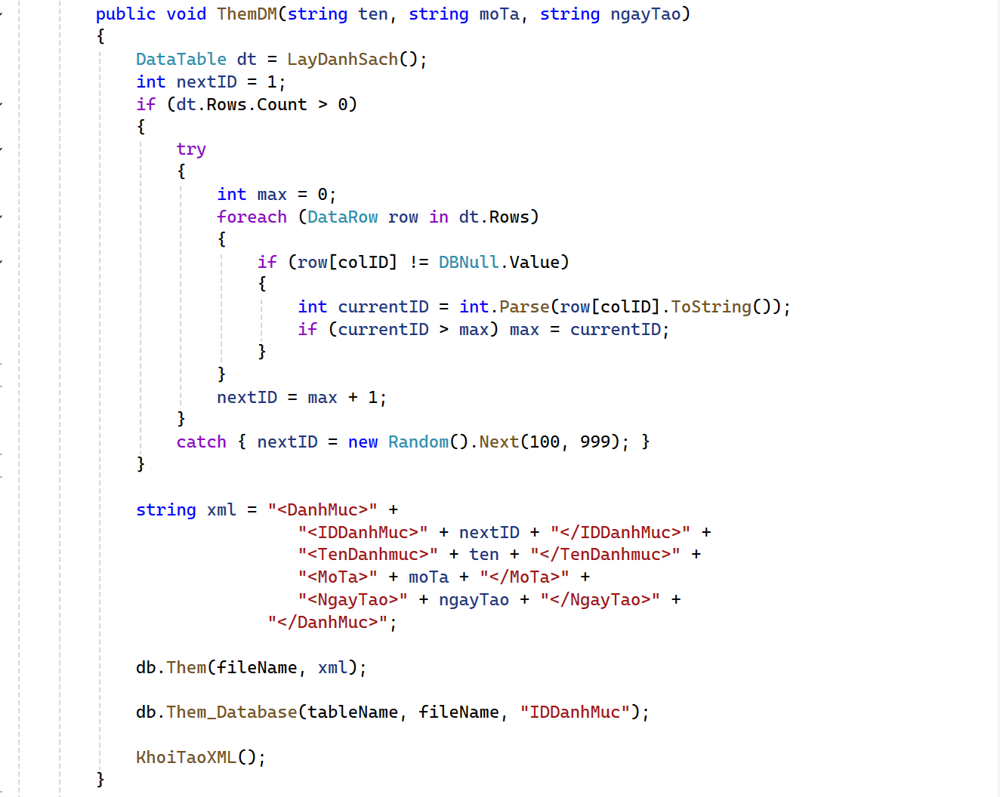 public void ThemDM(string ten, string moTa, string ngayTao)
{
DataTable dt = LayDanhSach();
int nextID = 1;
if (dt.Rows.Count > 0)
{
try
{
int max = 0;
foreach (DataRow row in dt.Rows)
{
if (row[colID] != DBNull.Value)
{
int currentID = int.Parse(row[colID].ToString());
if (currentID > max) max = currentID;
}
}
nextID = max + 1;
}
catch { nextID = new Random().Next(100, 999); }
}
string xml = "<DanhMuc>" +
"<IDDanhMuc>" + nextID + "</IDDanhMuc>" +
"<TenDanhmuc>" + ten + "</TenDanhmuc>" +
"<MoTa>" + moTa + "</MoTa>" +
"<NgayTao>" + ngayTao + "</NgayTao>" +
"</DanhMuc>";
db.Them(fileName, xml);
db.Them_Database(tableName, fileName, "IDDanhMuc");
KhoiTaoXML();
}